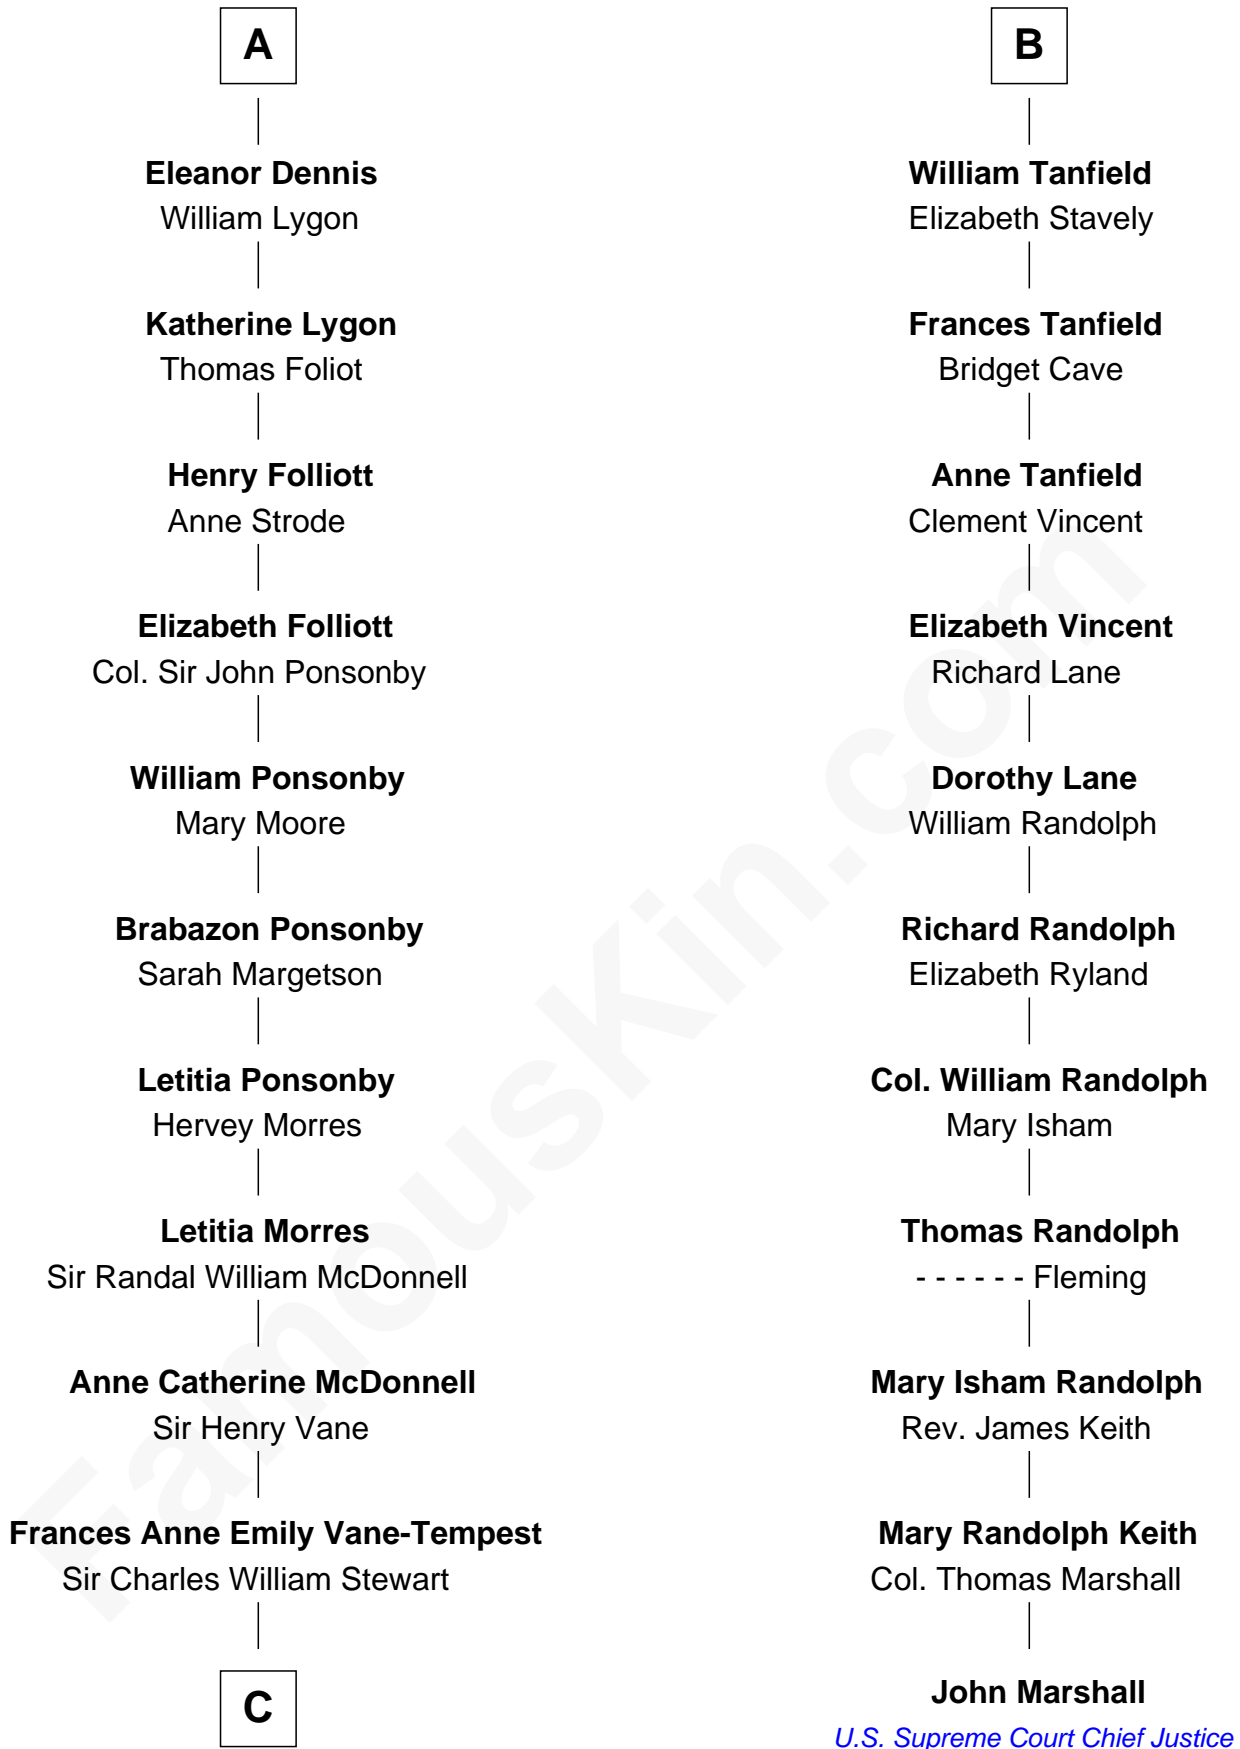 A
Eleanor Dennis
William Lygon
Katherine Lygon
Thomas Foliot
Henry Folliott
Anne Strode
Elizabeth Folliott
Col. Sir John Ponsonby
William Ponsonby
Mary Moore
Brabazon Ponsonby
Sarah Margetson
Letitia Ponsonby
Hervey Morres
Letitia Morres
Sir Randal William McDonnell
Anne Catherine McDonnell
Sir Henry Vane
Frances Anne Emily Vane-Tempest
Sir Charles William Stewart
C
B
William Tanfield
Elizabeth Stavely
Frances Tanfield
Bridget Cave
Anne Tanfield
Clement Vincent
Elizabeth Vincent
Richard Lane
Dorothy Lane
William Randolph
Richard Randolph
Elizabeth Ryland
Col. William Randolph
Mary Isham
Thomas Randolph
- - - - - - Fleming
Mary Isham Randolph
Rev. James Keith
Mary Randolph Keith
Col. Thomas Marshall
John Marshall
U.S. Supreme Court Chief Justice
FamousKin.com